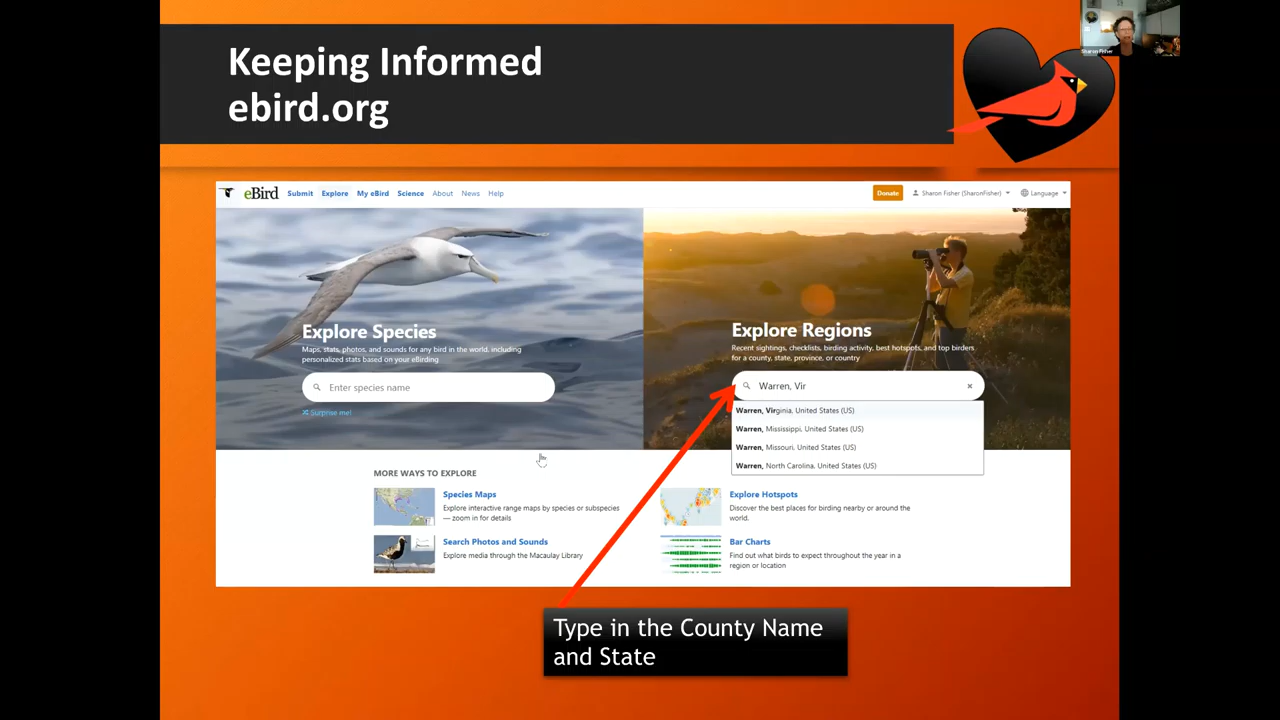 Keeping Informed
ebird.org
Sharon Fisher
eBird Submit Explore My eBird Science About News Help
Donate Sharon Fisher (SharonFisher) Language
Explore Species
Maps, stats, photos, and sounds for any bird in the world, including
personalized stats based on your eBirding
Enter species name
Surprise me!
Explore Regions
Recent sightings, checklists, birding activity, best hotspots, and top birders
for a county, state, province, or country
Warren, Vir
Warren, Virginia, United States (US)
Warren, Mississippi, United States (US)
Warren, Missouri, United States (US)
Warren, North Carolina, United States (US)
MORE WAYS TO EXPLORE
Species Maps
Explore interactive range maps by species or subspecies
— zoom in for details
Search Photos and Sounds
Explore media through the Macaulay Library
Explore Hotspots
Discover the best places for birding nearby or around the
world.
Bar Charts
Find out what birds to expect throughout the year in a
region or location
Type in the County Name
and State